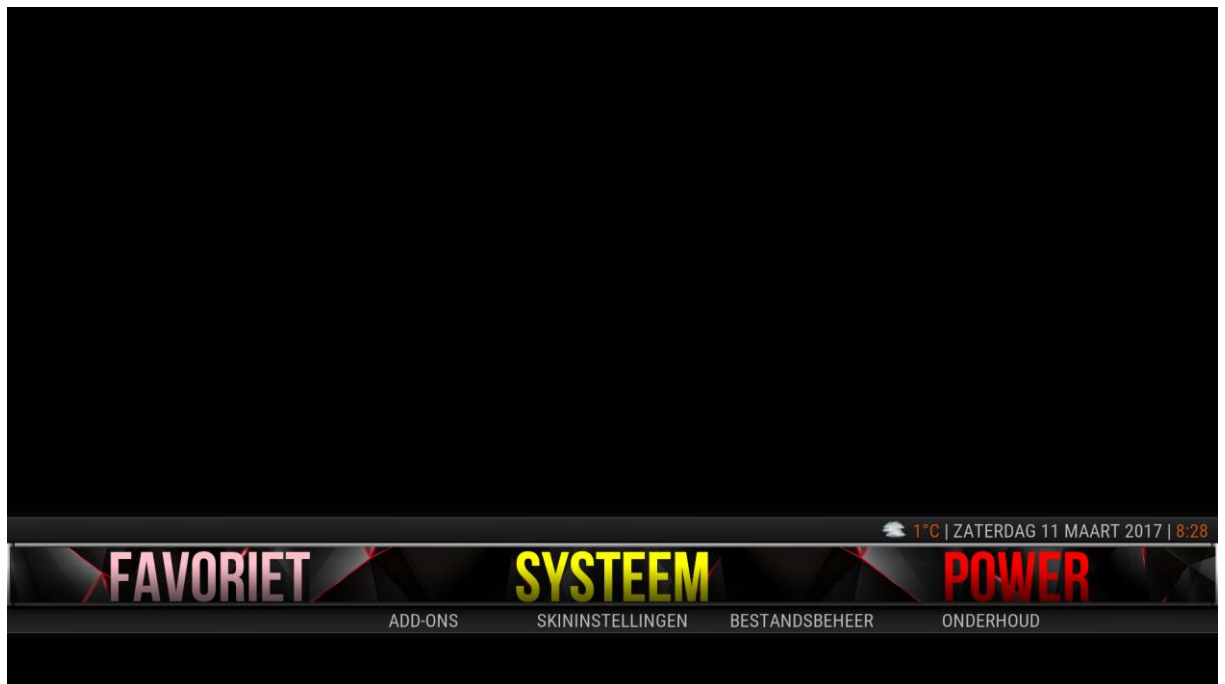 1°C | ZATERDAG 11 MAART 2017 | 8:28
FAVORIET SYSTEEM POWER
ADD-ONS SKININSTELLINGEN BESTANDSBEHEER ONDERHOUD